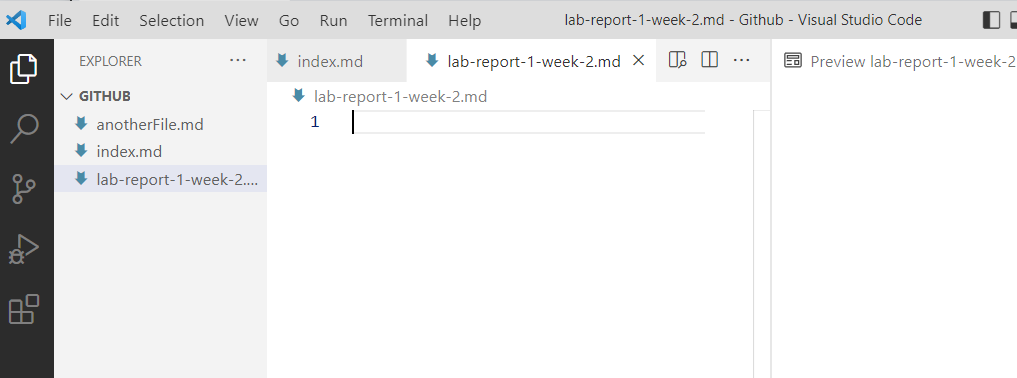 File Edit Selection View Go Run Terminal Help lab-report-1-week-2.md - Github - Visual Studio Code
EXPLORER ... index.md lab-report-1-week-2.md ... Preview lab-report-1-week-2
GITHUB lab-report-1-week-2.md
anotherFile.md 1
index.md
lab-report-1-week-2....